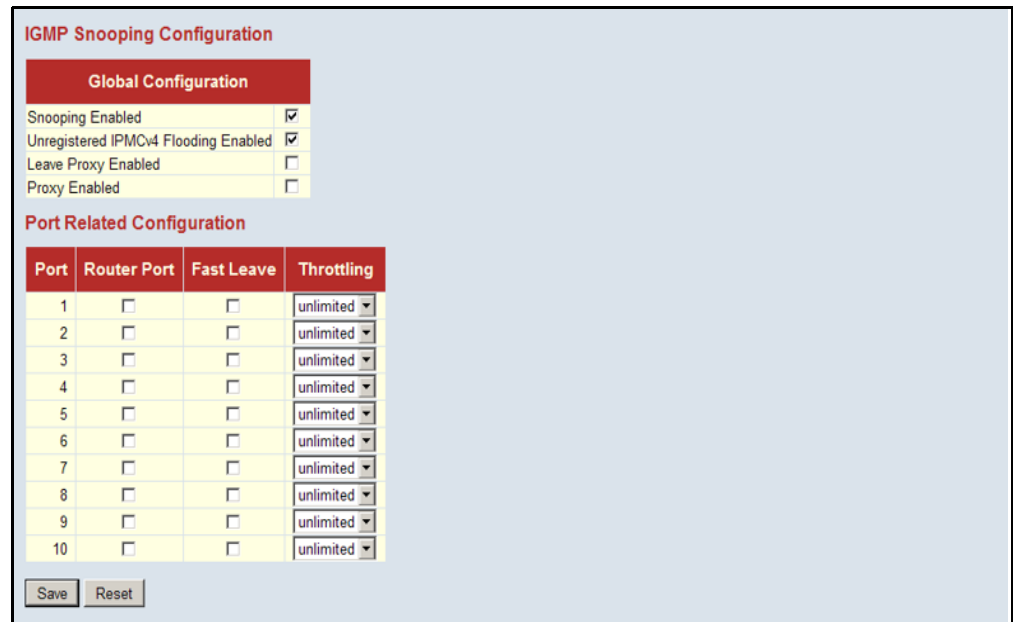 IGMP Snooping Configuration
Global Configuration
Snooping Enabled
Unregistered IPMCv4 Flooding Enabled
Leave Proxy Enabled
Proxy Enabled
Port Related Configuration
Port Router Port Fast Leave Throttling
1 unlimited
2 unlimited
3 unlimited
4 unlimited
5 unlimited
6 unlimited
7 unlimited
8 unlimited
9 unlimited
10 unlimited
Save Reset